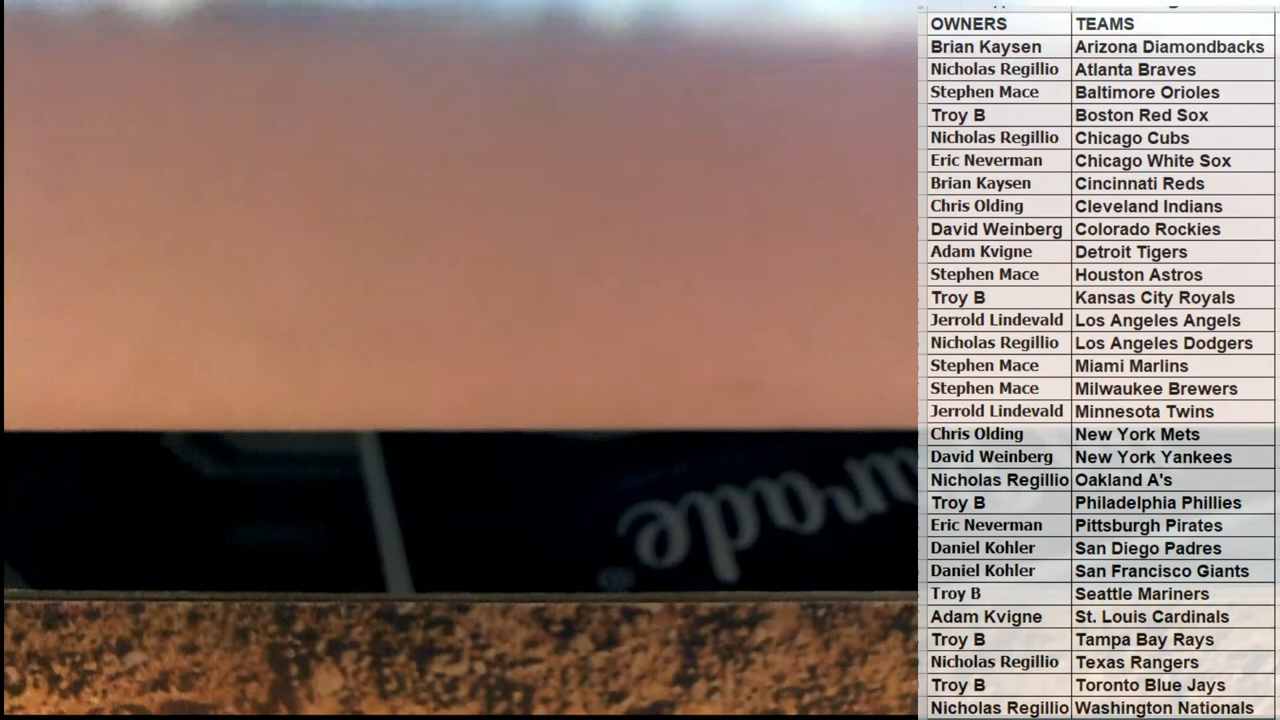 OWNERS TEAMS
Brian Kaysen Arizona Diamondbacks
Nicholas Regillio Atlanta Braves
Stephen Mace Baltimore Orioles
Troy B Boston Red Sox
Nicholas Regillio Chicago Cubs
Eric Neverman Chicago White Sox
Brian Kaysen Cincinnati Reds
Chris Olding Cleveland Indians
David Weinberg Colorado Rockies
Adam Kvigne Detroit Tigers
Stephen Mace Houston Astros
Troy B Kansas City Royals
Jerrold Lindevald Los Angeles Angels
Nicholas Regillio Los Angeles Dodgers
Stephen Mace Miami Marlins
Stephen Mace Milwaukee Brewers
Jerrold Lindevald Minnesota Twins
Chris Olding New York Mets
David Weinberg New York Yankees
Nicholas Regillio Oakland A's
Troy B Philadelphia Phillies
Eric Neverman Pittsburgh Pirates
Daniel Kohler San Diego Padres
Daniel Kohler San Francisco Giants
Troy B Seattle Mariners
Adam Kvigne St. Louis Cardinals
Troy B Tampa Bay Rays
Nicholas Regillio Texas Rangers
Troy B Toronto Blue Jays
Nicholas Regillio Washington Nationals